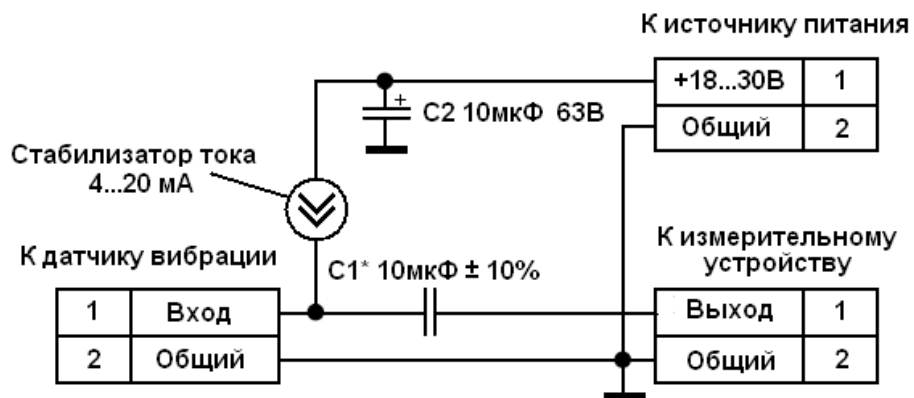 К источнику питания
+18...30В 1
Общий 2
+
С2 10мкФ 63В
Стабилизатор тока
4...20 мА
К датчику вибрации
1 Вход
2 Общий
С1* 10мкФ ± 10%
К измерительному
устройству
Выход 1
Общий 2